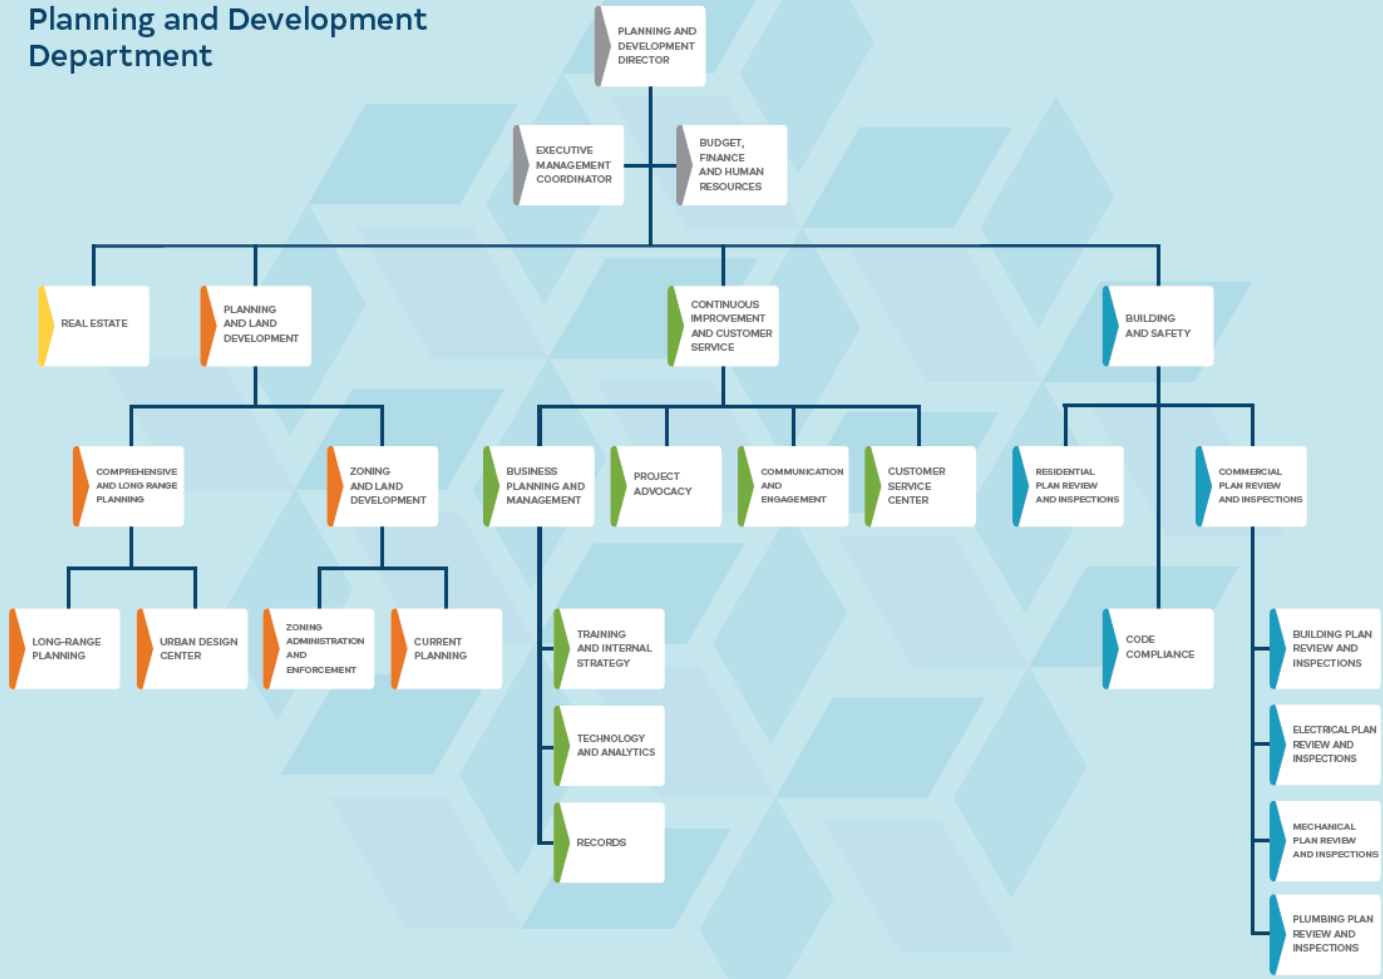 Planning and Development
Department
PLANNING AND
DEVELOPMENT
DIRECTOR
EXECUTIVE
MANAGEMENT
COORDINATOR
BUDGET,
FINANCE
AND HUMAN
RESOURCES
REAL ESTATE
PLANNING
AND LAND
DEVELOPMENT
CONTINUOUS
IMPROVEMENT
AND CUSTOMER
SERVICE
BUILDING
AND SAFETY
COMPREHENSIVE
AND LONG RANGE
PLANNING
ZONING
AND LAND
DEVELOPMENT
BUSINESS
PLANNING AND
MANAGEMENT
PROJECT
ADVOCACY
COMMUNICATION
AND
ENGAGEMENT
CUSTOMER
SERVICE
CENTER
RESIDENTIAL
PLAN REVIEW
AND INSPECTIONS
COMMERCIAL
PLAN REVIEW
AND INSPECTIONS
LONG-RANGE
PLANNING
URBAN DESIGN
CENTER
ZONING
ADMINISTRATION
AND
ENFORCEMENT
CURRENT
PLANNING
TRAINING
AND INTERNAL
STRATEGY
TECHNOLOGY
AND ANALYTICS
RECORDS
CODE
COMPLIANCE
BUILDING PLAN
REVIEW AND
INSPECTIONS
ELECTRICAL PLAN
REVIEW AND
INSPECTIONS
MECHANICAL
PLAN REVIEW
AND INSPECTIONS
PLUMBING PLAN
REVIEW AND
INSPECTIONS